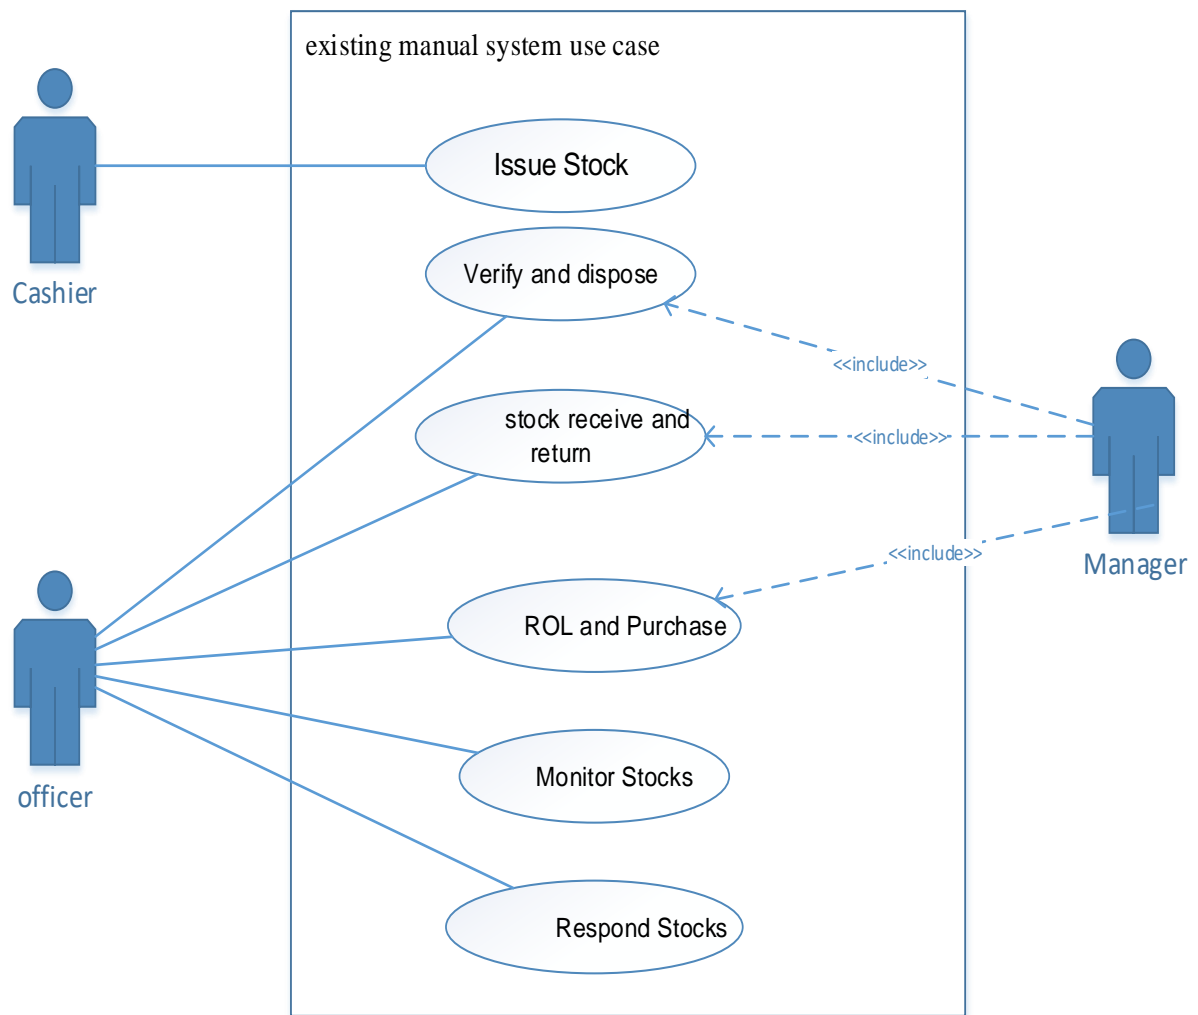 existing manual system use case
Issue Stock
Cashier
Verify and dispose
<<include>>
stock receive and
return
<<include>>
<<include>>
Manager
ROL and Purchase
officer
Monitor Stocks
Respond Stocks